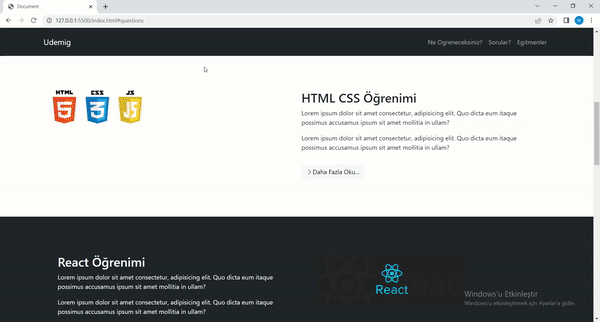 Document
127.0.0.1:5500/index.html#questions
N
Udemig
Ne Ogreneceksiniz? Sorular? Egitmenler
HTML CSS JS
5 3 JS
HTML CSS Öğrenimi
Lorem ipsum dolor sit amet consectetur, adipisicing elit. Quo dicta eum itaque
possimus accusamus ipsum sit amet mollitia in ullam?
Lorem ipsum dolor sit amet consectetur, adipisicing elit. Quo dicta eum itaque
possimus accusamus ipsum sit amet mollitia in ullam?
> Daha Fazla Oku...
React Öğrenimi
Lorem ipsum dolor sit amet consectetur, adipisicing elit. Quo dicta eum itaque
possimus accusamus ipsum sit amet mollitia in ullam?
Lorem ipsum dolor sit amet consectetur, adipisicing elit. Quo dicta eum itaque
possimus accusamus ipsum sit amet mollitia in ullam?
React
Windows'u Etkinleştir
Windows'u etkinleştirmek için Ayarlar'a gidin.